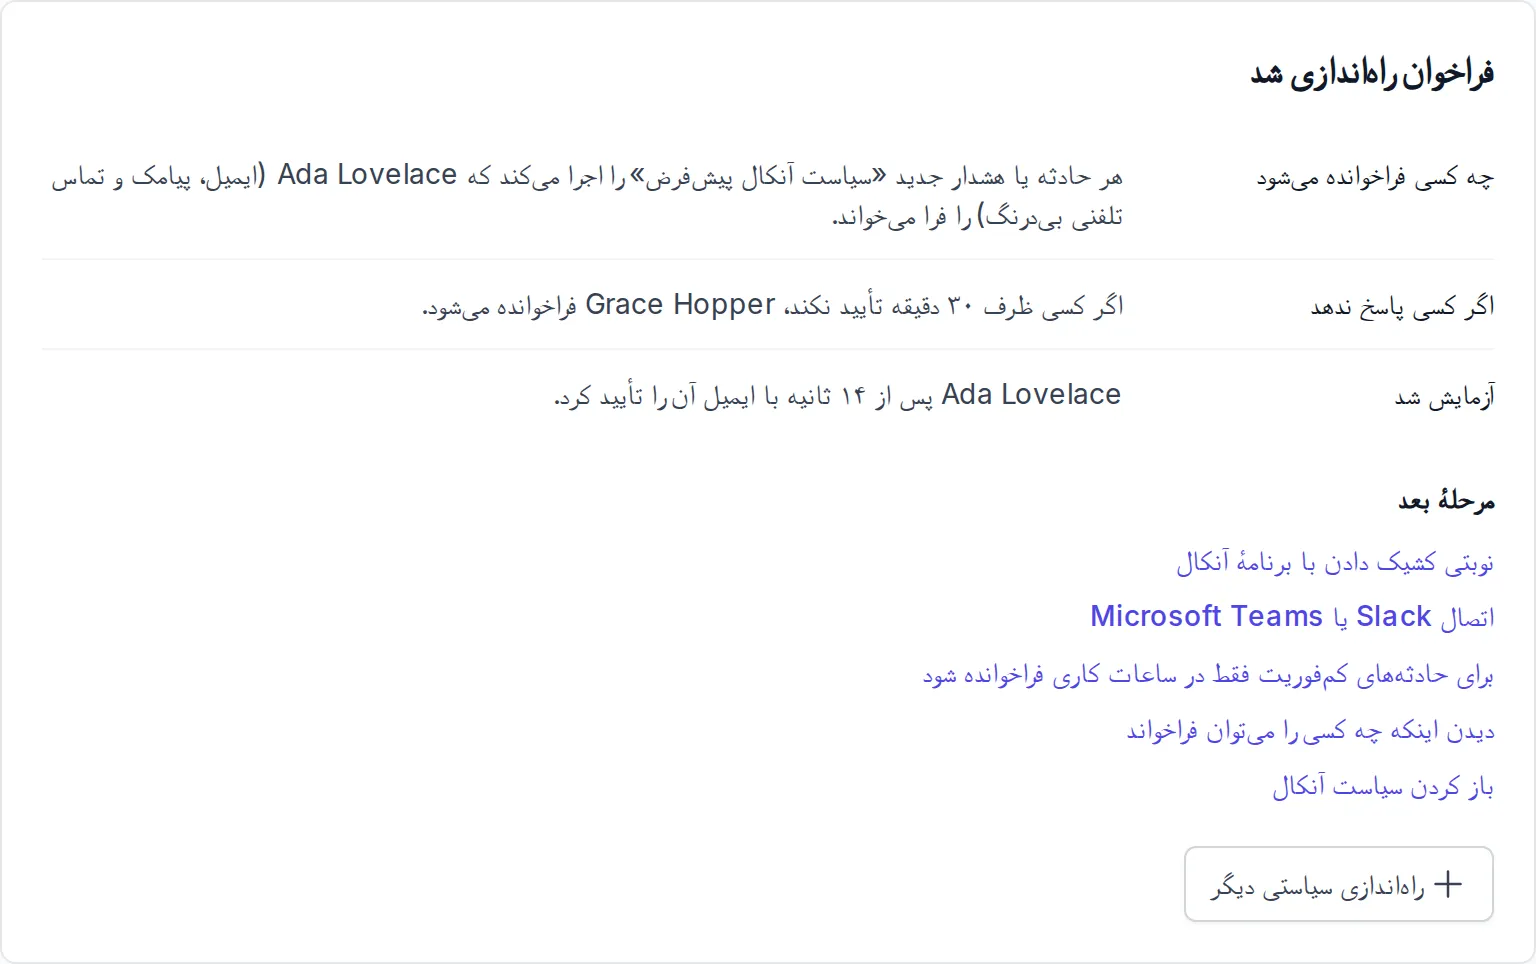 فراخوان راه‌اندازی شد
چه کسی فراخوانده می‌شود
هر حادثه یا هشدار جدید «سیاست آنکال پیش‌فرض» را اجرا می‌کند که Ada Lovelace (ایمیل، پیامک و تماس
تلفنی بی‌درنگ) را فرا می‌خواند.
اگر کسی پاسخ ندهد
اگر کسی ظرف ۳۰ دقیقه تأیید نکند، Grace Hopper فراخوانده می‌شود.
آزمایش شد
Ada Lovelace پس از ۱۴ ثانیه با ایمیل آن را تأیید کرد.
مرحلهٔ بعد
نوبتی کشیک دادن با برنامهٔ آنکال
اتصال Slack یا Microsoft Teams
برای حادثه‌های کم‌فوریت فقط در ساعات کاری فراخوانده شود
دیدن اینکه چه کسی را می‌توان فراخواند
باز کردن سیاست آنکال
راه‌اندازی سیاستی دیگر